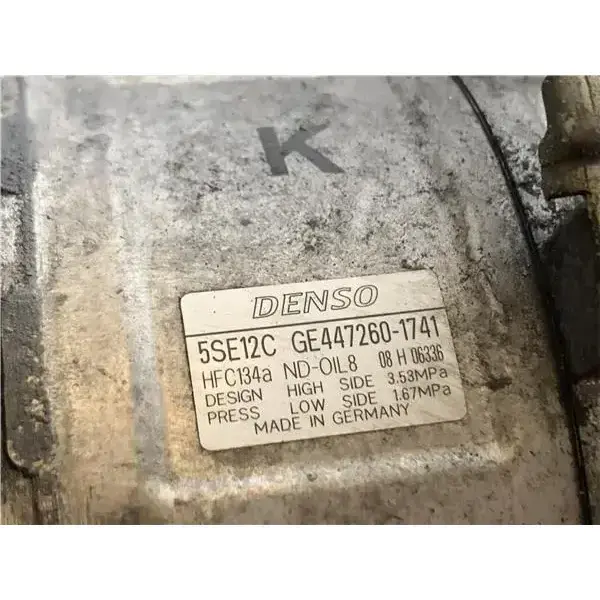 K
DENSO
5SE12C GE447260-1741
HFC134a ND-OIL8 08 H 06336
DESIGN HIGH SIDE 3.53MPa
PRESS LOW SIDE 1.67MPa
MADE IN GERMANY